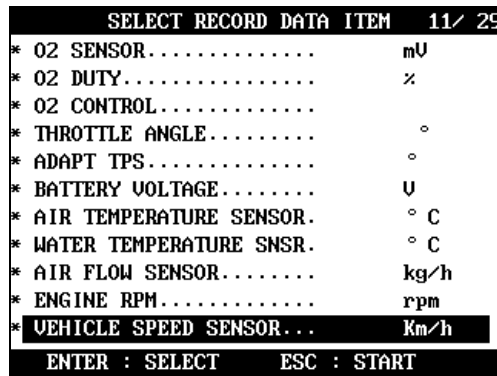 SELECT RECORD DATA ITEM 11/ 29
* O2 SENSOR............... mV
* O2 DUTY................. %
* O2 CONTROL..............
* THROTTLE ANGLE......... °
* ADAPT TPS............... °
* BATTERY VOLTAGE........ V
* AIR TEMPERATURE SENSOR. ° C
* WATER TEMPERATURE SNSR. ° C
* AIR FLOW SENSOR........ kg/h
* ENGINE RPM.............. rpm
* VEHICLE SPEED SENSOR... Km/h
ENTER : SELECT ESC : START